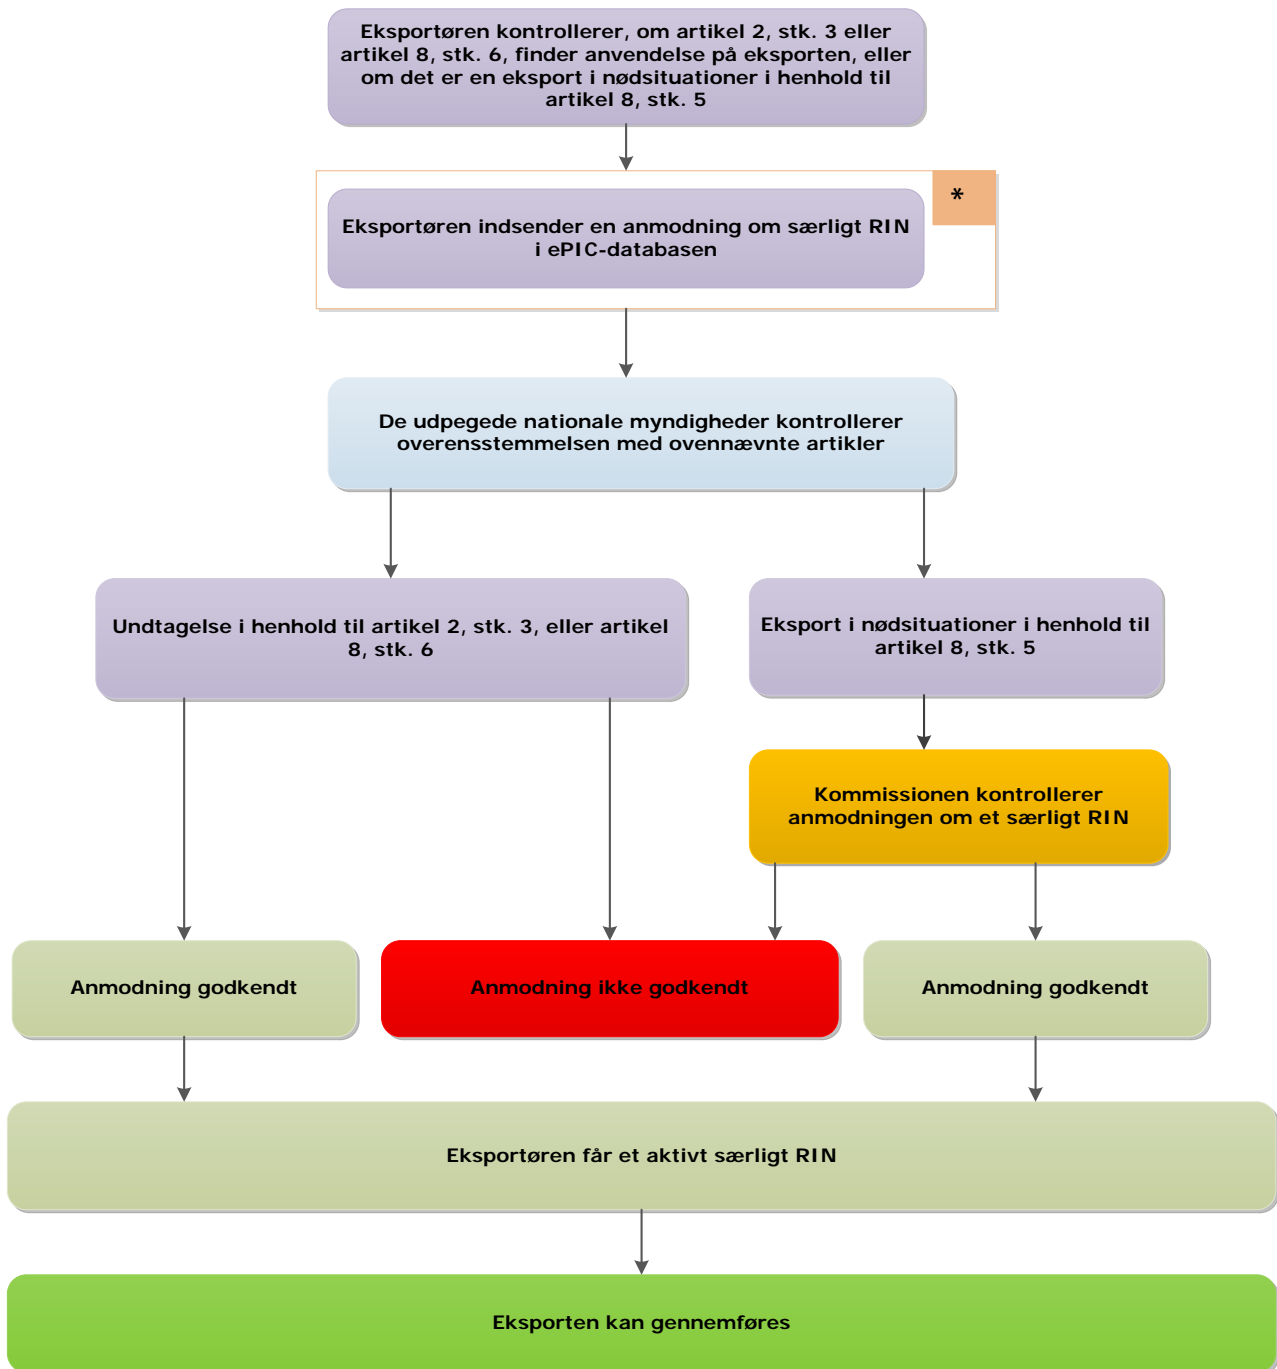 Eksportøren kontrollerer, om artikel 2, stk. 3 eller
artikel 8, stk. 6, finder anvendelse på eksporten, eller
om det er en eksport i nødsituationer i henhold til
artikel 8, stk. 5
*
Eksportøren indsender en anmodning om særligt RIN
i ePIC-databasen
De udpegede nationale myndigheder kontrollerer
overensstemmelsen med ovennævnte artikler
Undtagelse i henhold til artikel 2, stk. 3, eller artikel
8, stk. 6
Eksport i nødsituationer i henhold til
artikel 8, stk. 5
Kommissionen kontrollerer
anmodningen om et særligt RIN
Anmodning godkendt
Anmodning ikke godkendt
Anmodning godkendt
Eksportøren får et aktivt særligt RIN
Eksporten kan gennemføres